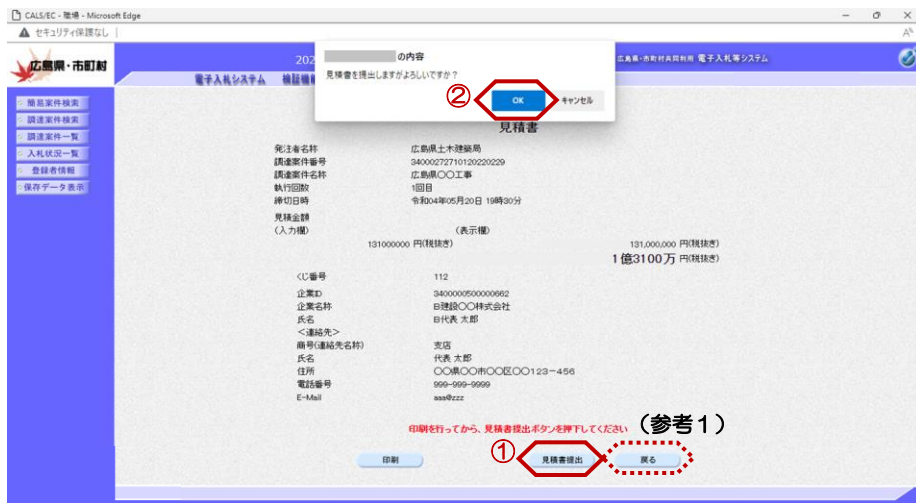 CALS/EC - 職場 - Microsoft Edge
セキュリティ保護なし
広島県・市町村
202
広島県・市町村共同利用 電子入札等システム
電子入札システム 検証機能
の内容
見積書を提出しますがよろしいですか？
② OK キャンセル
簡易案件検索
調達案件検索
調達案件一覧
入札状況一覧
登録者情報
保存データ表示
見積書
発注者名称 広島県土木建築局
調達案件番号 34000272710120220229
調達案件名称 広島県〇〇工事
執行回数 1回目
締切日時 令和04年05月20日 19時30分
見積金額
(入力欄) (表示欄)
131000000 円(税抜き) 131,000,000 円(税抜き)
1億3100万 円(税抜き)
くじ番号 112
企業ID 3400000500000662
企業名称 B建設〇〇株式会社
氏名 B代表 太郎
＜連絡先＞
商号(連絡先名称) 支店
氏名 代表 太郎
住所 〇〇県〇〇市〇〇区〇〇123-456
電話番号 999-999-9999
E-Mail aaa@zzz
印刷を行ってから、見積書提出ボタンを押下してください
（参考１）
印刷 ① 見積書提出 戻る